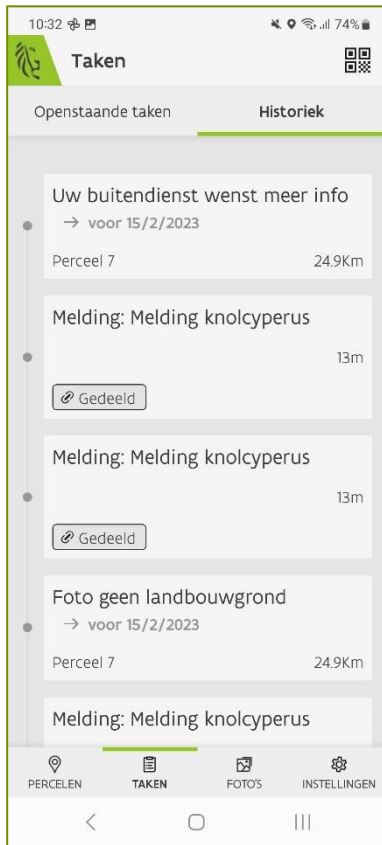 10:32 74%
Taken
Openstaande taken Historiek
Uw buitendienst wenst meer info
→ voor 15/2/2023
Perceel 7 24.9Km
Melding: Melding knolcyperus
13m
Gedeeld
Melding: Melding knolcyperus
13m
Gedeeld
Foto geen landbouwgrond
→ voor 15/2/2023
Perceel 7 24.9Km
Melding: Melding knolcyperus
PERCELEN TAKEN FOTO'S INSTELLINGEN